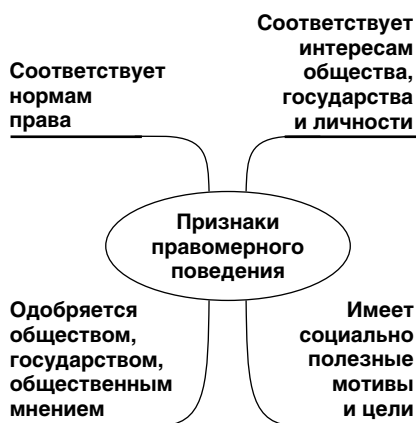 Соответствует
нормам
права
Соответствует
интересам
общества,
государства
и личности
Признаки
правомерного
поведения
Одобряется
обществом,
государством,
общественным
мнением
Имеет
социально
полезные
мотивы
и цели